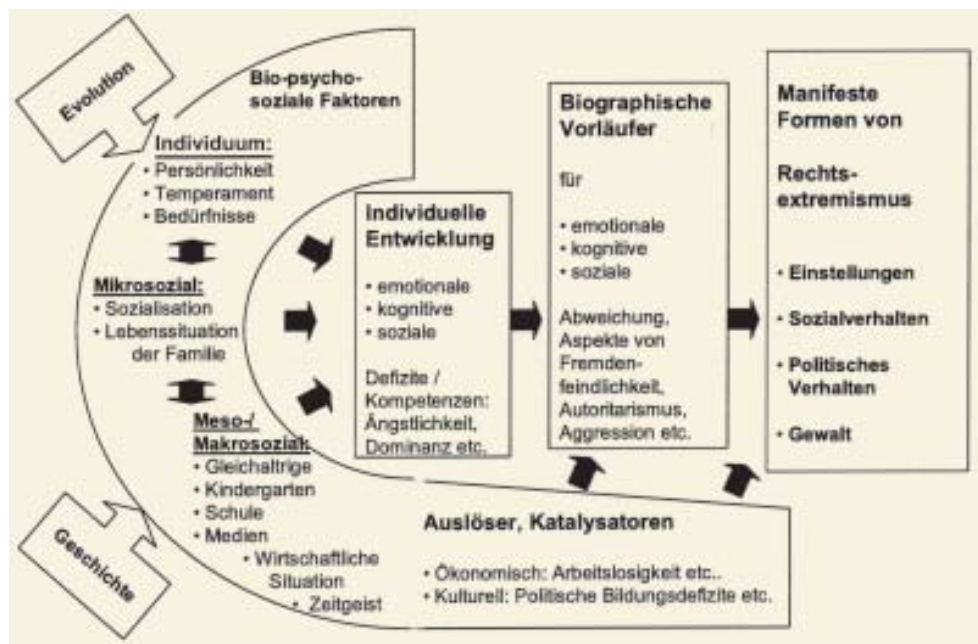 Evolution
Bio-psycho-
soziale Faktoren
Individuum:
• Persönlichkeit
• Temperament
• Bedürfnisse
Mikrosozial:
• Sozialisation
• Lebenssituation
der Familie
Meso-/
Makrosozial:
• Gleichaltrige
• Kindergarten
• Schule
• Medien
• Wirtschaftliche
Situation
• Zeitgeist
Geschichte
Individuelle
Entwicklung
• emotionale
• kognitive
• soziale
Defizite /
Kompetenzen:
Ängstlichkeit,
Dominanz etc.
Biographische
Vorläufer
für
• emotionale
• kognitive
• soziale
Abweichung,
Aspekte von
Fremden-
feindlichkeit,
Autoritarismus,
Aggression etc.
Manifeste
Formen von
Rechts-
extremismus
• Einstellungen
• Sozialverhalten
• Politisches
Verhalten
• Gewalt
Auslöser, Katalysatoren
• Ökonomisch: Arbeitslosigkeit etc..
• Kulturell: Politische Bildungsdefizite etc.